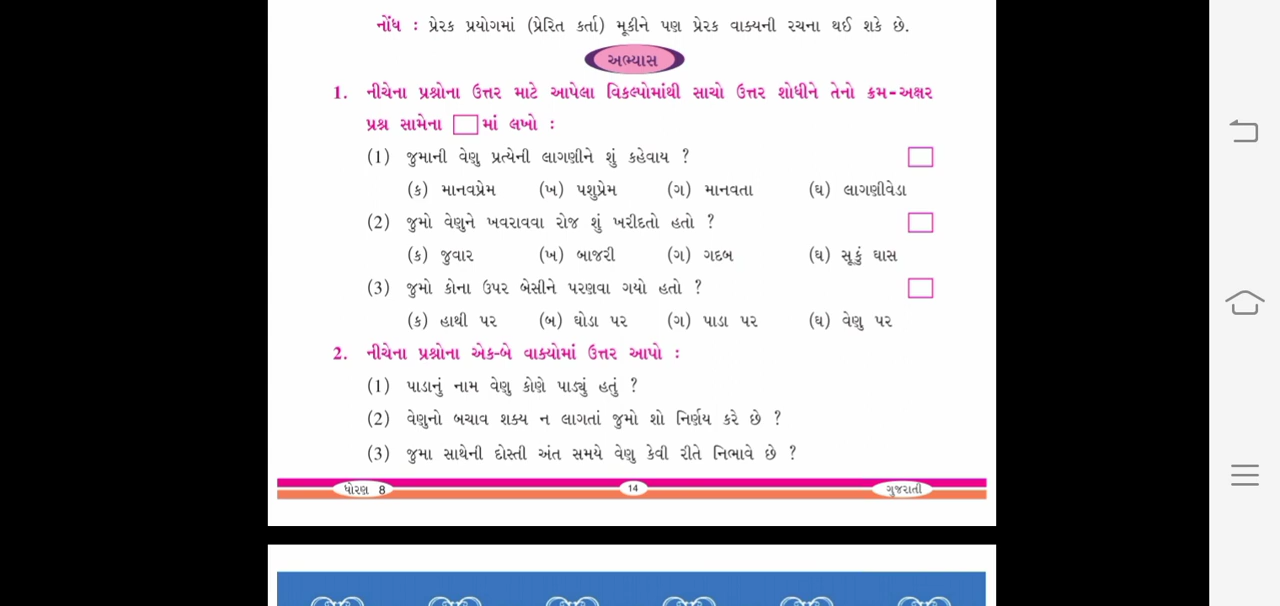 નોંધ : પ્રેરક પ્રયોગમાં (પ્રેરિત કર્તા) મૂકીને પણ પ્રેરક વાક્યની રચના થઈ શકે છે.
અભ્યાસ
1. નીચેના પ્રશ્નોના ઉત્તર માટે આપેલા વિકલ્પોમાંથી સાચો ઉત્તર શોધીને તેનો ક્રમ-અક્ષર
પ્રશ્ન સામેના માં લખો :
(1) જુમાની વેણુ પ્રત્યેની લાગણીને શું કહેવાય ?
(ક) માનવપ્રેમ (ખ) પશુપ્રેમ (ગ) માનવતા (ઘ) લાગણીવેડા
(2) જુમો વેણુને ખવરાવવા રોજ શું ખરીદતો હતો ?
(ક) જુવાર (ખ) બાજરી (ગ) ગદબ (ઘ) સૂકું ઘાસ
(3) જુમો કોના ઉપર બેસીને પરણવા ગયો હતો ?
(ક) હાથી પર (બ) ઘોડા પર (ગ) પાડા પર (ઘ) વેણુ પર
2. નીચેના પ્રશ્નોના એક-બે વાક્યોમાં ઉત્તર આપો :
(1) પાડાનું નામ વેણુ કોણે પાડ્યું હતું ?
(2) વેણુનો બચાવ શક્ય ન લાગતાં જુમો શો નિર્ણય કરે છે ?
(3) જુમા સાથેની દોસ્તી અંત સમયે વેણુ કેવી રીતે નિભાવે છે ?
ધોરણ 8 14 ગુજરાતી